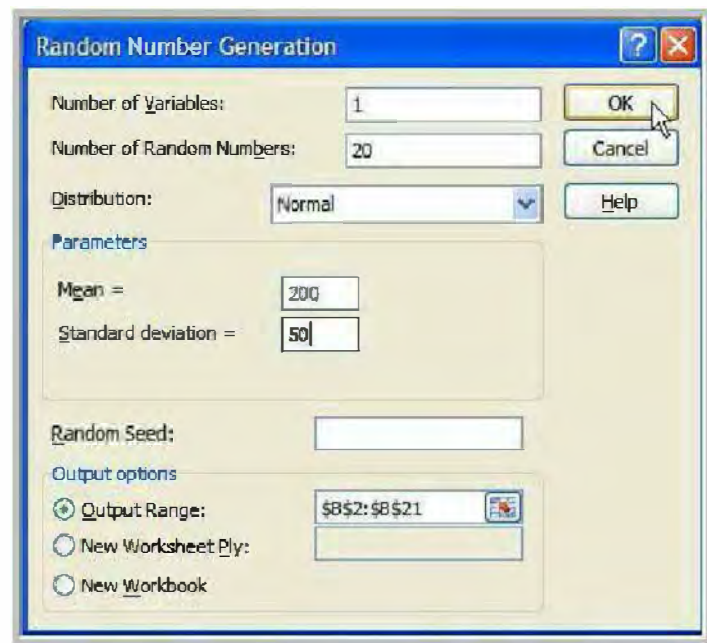 Random Number Generation
Number of Variables: 1 OK
Number of Random Numbers: 20 Cancel
Distribution: Normal Help
Parameters
Mean = 200
Standard deviation = 50
Random Seed:
Output options
Output Range: $B$2:$B$21
New Worksheet Ply:
New Workbook